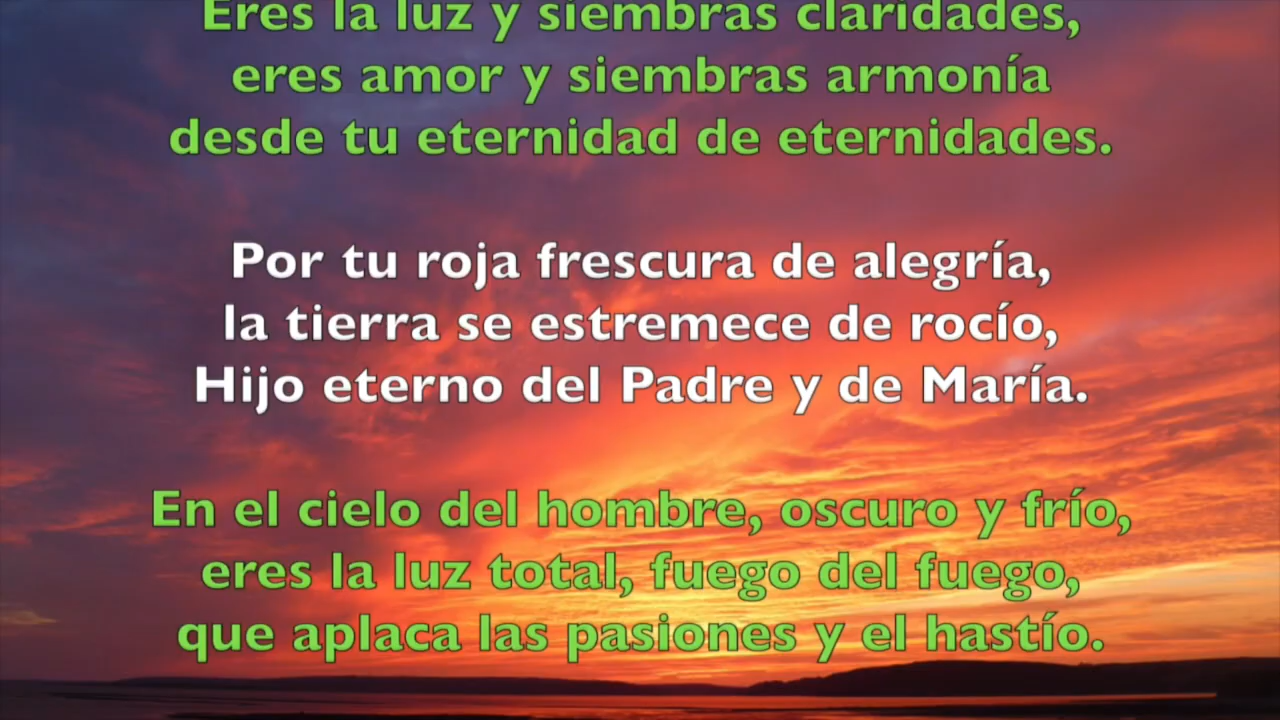 Eres la luz y siembras claridades,
eres amor y siembras armonía
desde tu eternidad de eternidades.
Por tu roja frescura de alegría,
la tierra se estremece de rocío,
Hijo eterno del Padre y de María.
En el cielo del hombre, oscuro y frío,
eres la luz total, fuego del fuego,
que aplaca las pasiones y el hastío.